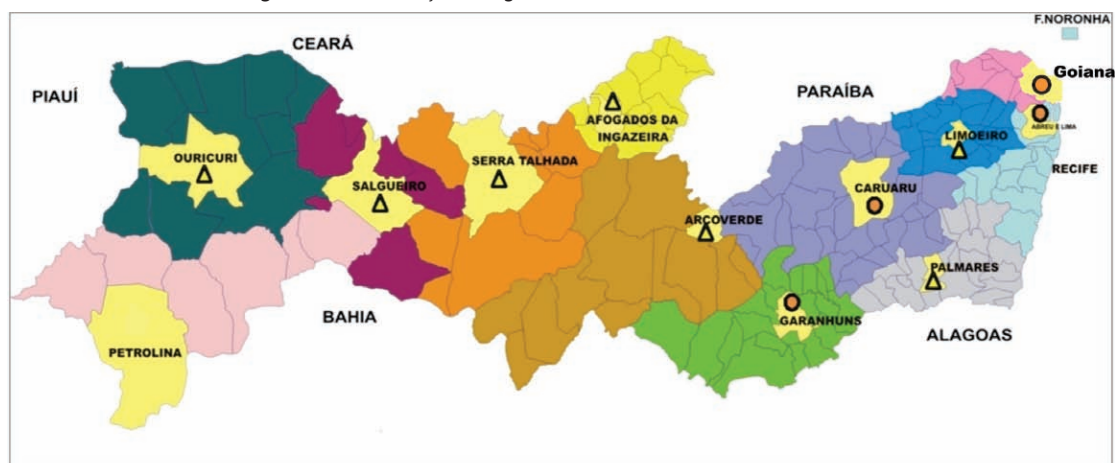 F.NORONHA
CEARÁ
Goiana
PIAUÍ
PARAÍBA
AFOGADOS DA
INGAZEIRA
ABREU E LIMA
LIMOEIRO
OURICURI
SERRA TALHADA
RECIFE
SALGUEIRO
CARUARU
ARCOVERDE
PALMARES
BAHIA
GARANHUNS
ALAGOAS
PETROLINA